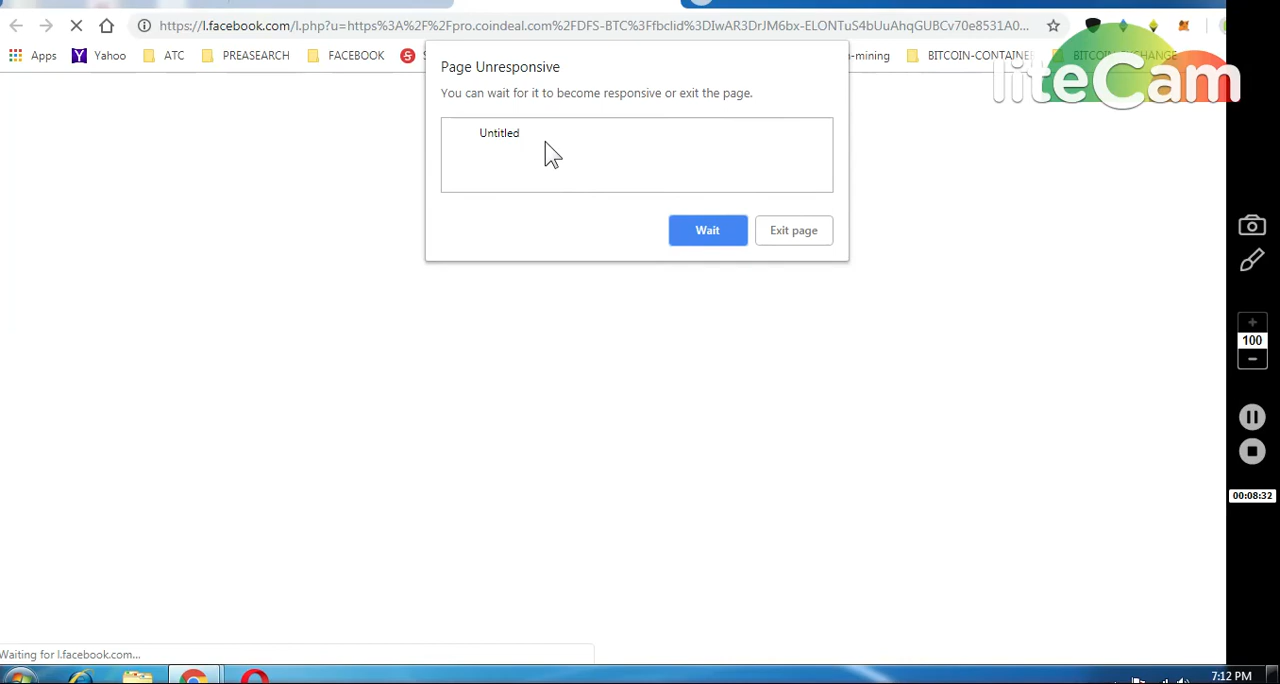 https://l.facebook.com/l.php?u=https%3A%2F%2Fpro.coindeal.com%2FDFS-BTC%3Ffbclid%3DIwAR3DrJM6bx-ELONTuS4bUuAhqGUBCv70e8531A0...
Apps
Yahoo
ATC
PREASEARCH
FACEBOOK
-mining
BITCOIN-CONTAINE
BITCOIN-EXCHANGE
liteCam
Page Unresponsive
You can wait for it to become responsive or exit the page.
Untitled
Wait
Exit page
100
00:08:32
Waiting for l.facebook.com...
7:12 PM